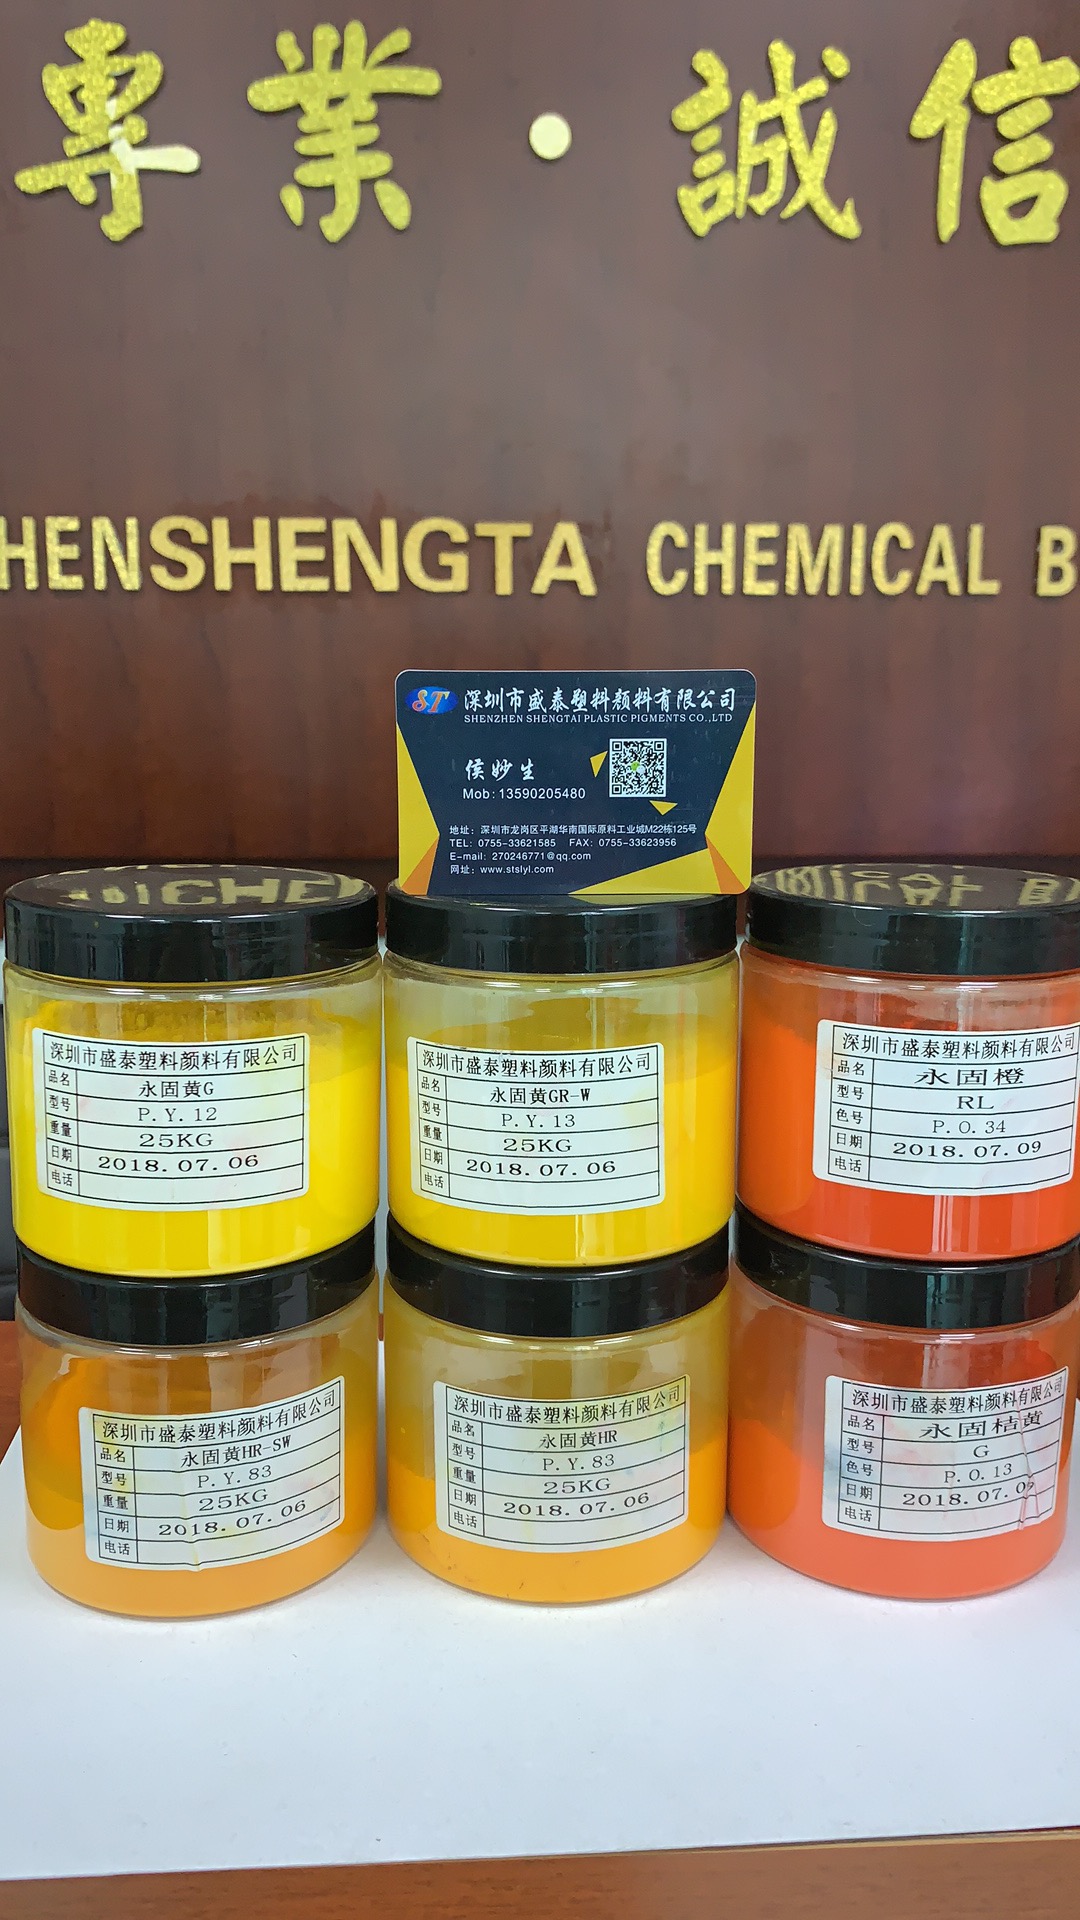 專業·誠信
HENSHENGTA CHEMICAL B
ST 深圳市盛泰塑料颜料有限公司
SHENZHEN SHENGTAI PLASTIC PIGMENTS CO.,LTD
侯妙生
Mob: 13590205480
地址: 深圳市龙岗区平湖华南国际原料工业城M22栋125号
TEL: 0755-33621585 FAX: 0755-33623956
E-mail: 270246771@qq.com
网址: www.stslyl.com
深圳市盛泰塑料颜料有限公司
品名 永固黄G
型号 P.Y.12
重量 25KG
日期 2018.07.06
电话
深圳市盛泰塑料颜料有限公司
品名 永固黄GR-W
型号 P.Y.13
重量 25KG
日期 2018.07.06
电话
深圳市盛泰塑料颜料有限公司
品名 永固橙
型号 RL
色号 P.O.34
日期 2018.07.09
电话
深圳市盛泰塑料颜料有限公司
品名 永固黄HR-SW
型号 P.Y.83
重量 25KG
日期 2018.07.06
电话
深圳市盛泰塑料颜料有限公司
品名 永固黄HR
型号 P.Y.83
重量 25KG
日期 2018.07.06
电话
深圳市盛泰塑料颜料有限公司
品名 永固桔黄
型号 G
色号 P.O.13
日期
电话